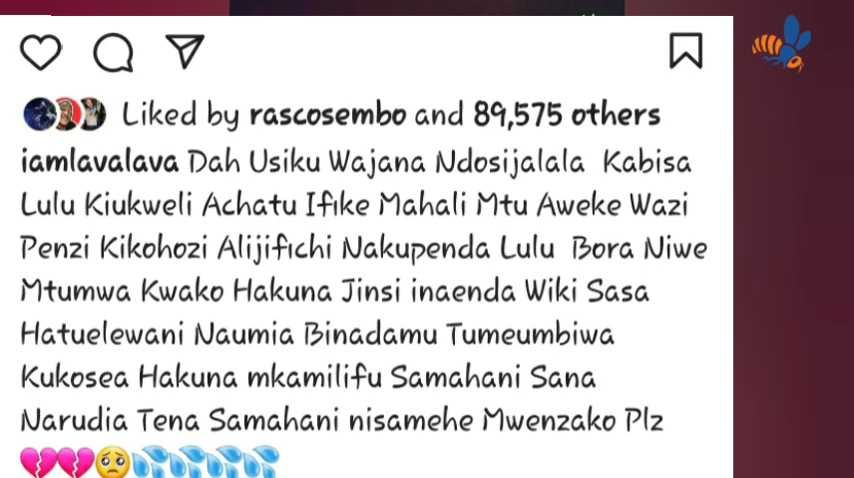 Liked by rascosembo and 89,575 others
iamlavalava Dah Usiku Wajana Ndosijalala Kabisa
Lulu Kiukweli Achatu Ifike Mahali Mtu Aweke Wazi
Penzi Kikohozi Alijifichi Nakupenda Lulu Bora Niwe
Mtumwa Kwako Hakuna Jinsi inaenda Wiki Sasa
Hatuelewani Naumia Binadamu Tumeumbiwa
Kukosea Hakuna mkamilifu Samahani Sana
Narudia Tena Samahani nisamehe Mwenzako Plz
💔💔🥺💦💦💦💦💦